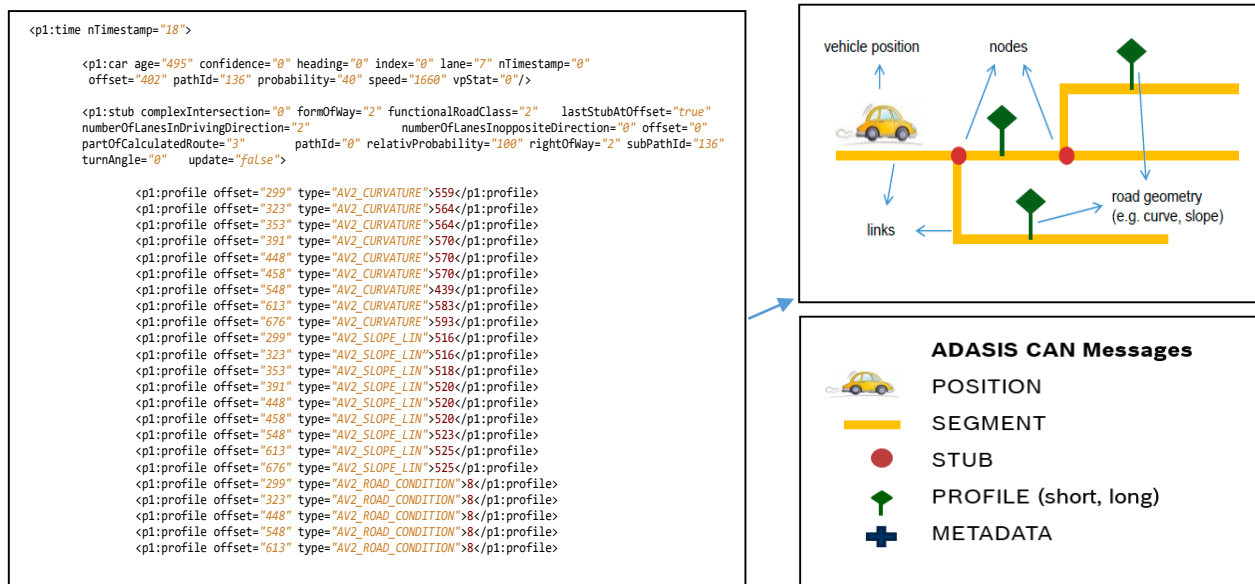 <p1:time nTimestamp="18">
<p1:car age="495" confidence="0" heading="0" index="0" lane="7" nTimestamp="0"
offset="402" pathId="136" probability="40" speed="1660" vpStat="0"/>
<p1:stub complexIntersection="0" formOfWay="2" functionalRoadClass="2" lastStubAtOffset="true"
numberOfLanesInDrivingDirection="2" numberOfLanesInoppositeDirection="0" offset="0"
partOfCalculatedRoute="3" pathId="0" relativProbability="100" rightOfWay="2" subPathId="136"
turnAngle="0" update="false">
<p1:profile offset="299" type="AV2_CURVATURE">559</p1:profile>
<p1:profile offset="323" type="AV2_CURVATURE">564</p1:profile>
<p1:profile offset="353" type="AV2_CURVATURE">564</p1:profile>
<p1:profile offset="391" type="AV2_CURVATURE">570</p1:profile>
<p1:profile offset="448" type="AV2_CURVATURE">570</p1:profile>
<p1:profile offset="458" type="AV2_CURVATURE">570</p1:profile>
<p1:profile offset="548" type="AV2_CURVATURE">439</p1:profile>
<p1:profile offset="613" type="AV2_CURVATURE">583</p1:profile>
<p1:profile offset="676" type="AV2_CURVATURE">593</p1:profile>
<p1:profile offset="299" type="AV2_SLOPE_LIN">516</p1:profile>
<p1:profile offset="323" type="AV2_SLOPE_LIN">516</p1:profile>
<p1:profile offset="353" type="AV2_SLOPE_LIN">518</p1:profile>
<p1:profile offset="391" type="AV2_SLOPE_LIN">520</p1:profile>
<p1:profile offset="448" type="AV2_SLOPE_LIN">520</p1:profile>
<p1:profile offset="458" type="AV2_SLOPE_LIN">520</p1:profile>
<p1:profile offset="548" type="AV2_SLOPE_LIN">523</p1:profile>
<p1:profile offset="613" type="AV2_SLOPE_LIN">525</p1:profile>
<p1:profile offset="676" type="AV2_SLOPE_LIN">525</p1:profile>
<p1:profile offset="299" type="AV2_ROAD_CONDITION">8</p1:profile>
<p1:profile offset="323" type="AV2_ROAD_CONDITION">8</p1:profile>
<p1:profile offset="448" type="AV2_ROAD_CONDITION">8</p1:profile>
<p1:profile offset="548" type="AV2_ROAD_CONDITION">8</p1:profile>
<p1:profile offset="613" type="AV2_ROAD_CONDITION">8</p1:profile>
vehicle position
nodes
road geometry
(e.g. curve, slope)
links
ADASIS CAN Messages
POSITION
SEGMENT
STUB
PROFILE (short, long)
METADATA